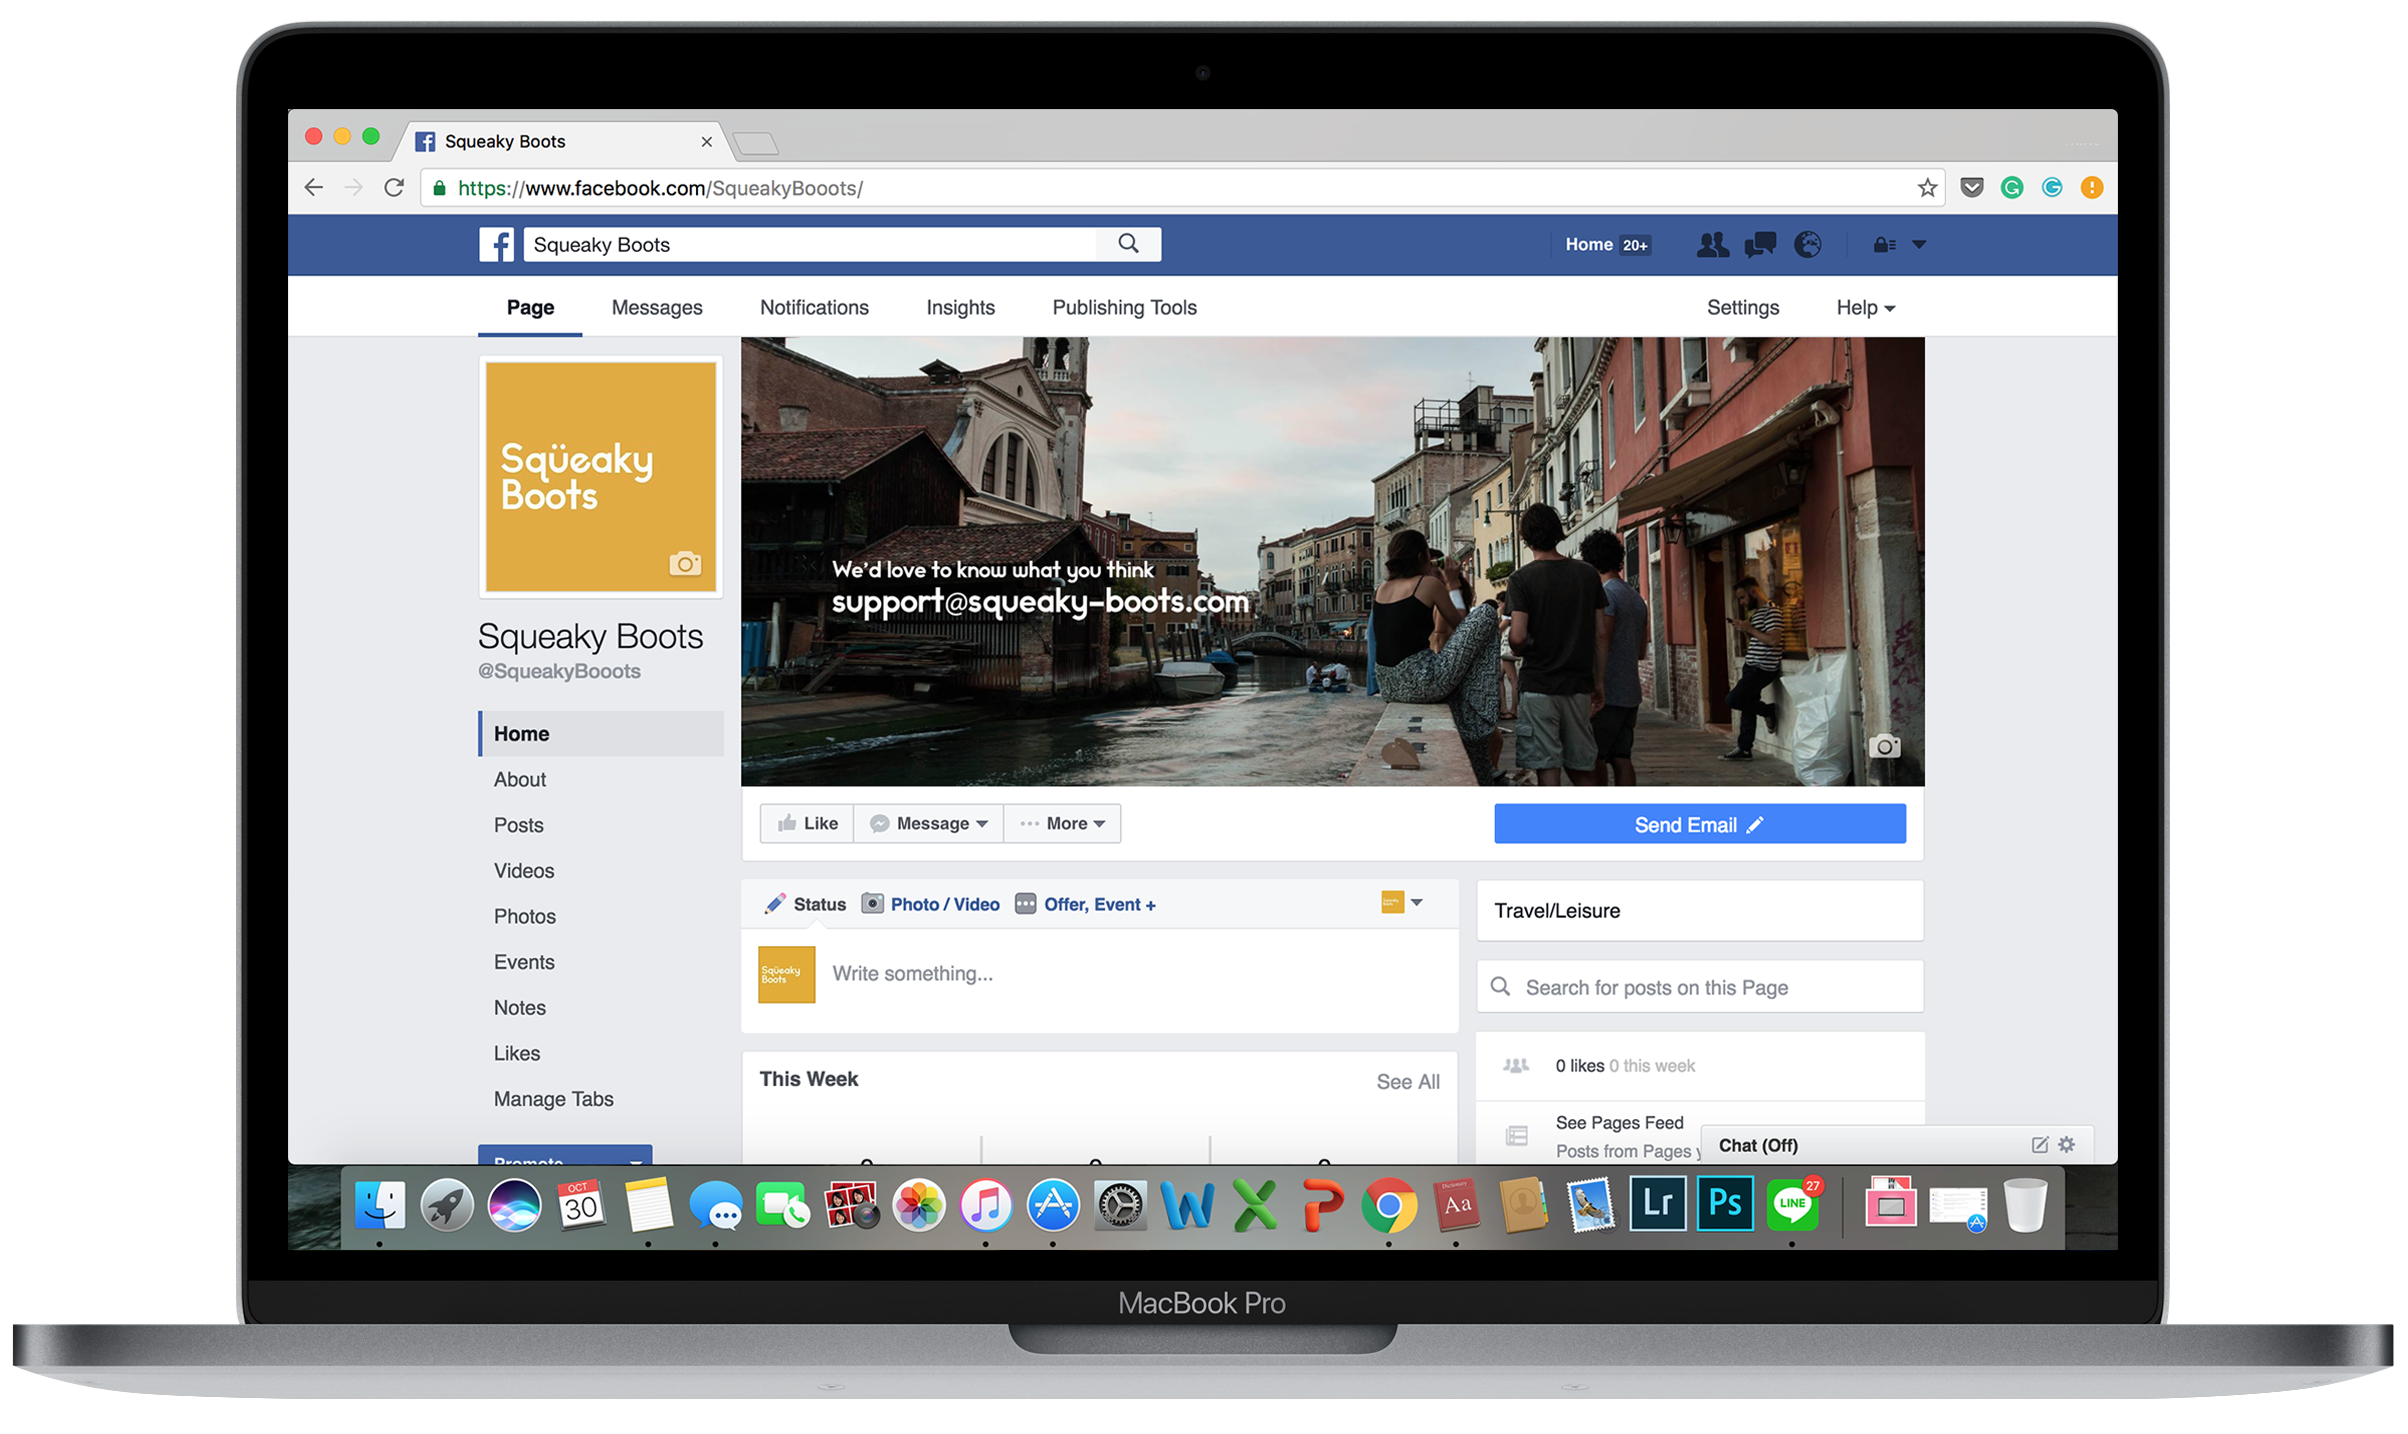 Squeaky Boots
https://www.facebook.com/SqueakyBooots/
Squeaky Boots
Home 20+
Page
Messages
Notifications
Insights
Publishing Tools
Settings
Help
Sqüeaky
Boots
We'd love to know what you think
support@squeaky-boots.com
Squeaky Boots
@SqueakyBooots
Home
About
Posts
Videos
Photos
Events
Notes
Likes
Manage Tabs
Promote
Like
Message
More
Send Email
Status
Photo / Video
Offer, Event +
Sqüeaky
Boots
Write something...
This Week
See All
Travel/Leisure
Search for posts on this Page
0 likes 0 this week
See Pages Feed
Posts from Pages
Chat (Off)
OCT
30
Dictionary
Aa
Lr
Ps
LINE
27
MacBook Pro